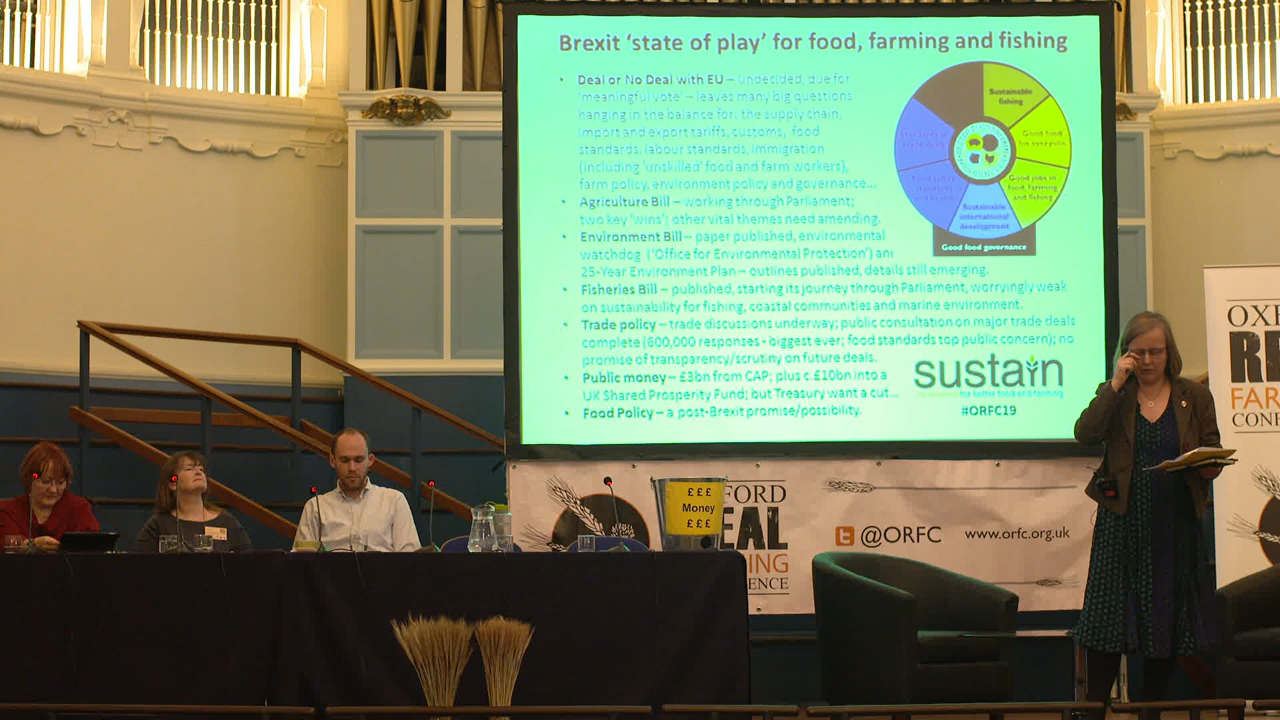 Brexit 'state of play' for food, farming and fishing
• Deal or No Deal with EU – undecided, due for
'meaningful vote' – leaves many big questions
hanging in the balance for: the supply chain,
import and export tariffs, customs, food
standards, labour standards, immigration
(including 'unskilled' food and farm workers),
farm policy, environment policy and governance...
• Agriculture Bill – working through Parliament;
two key 'wins'; other vital themes need amending.
• Environment Bill – paper published, environmental
watchdog ('Office for Environmental Protection') and
25-Year Environment Plan – outlines published, details still emerging.
• Fisheries Bill – published, starting its journey through Parliament, worryingly weak
on sustainability for fishing, coastal communities and marine environment.
• Trade policy – trade discussions underway; public consultation on major trade deals
complete (600,000 responses - biggest ever; food standards top public concern); no
promise of transparency/scrutiny on future deals.
• Public money – £3bn from CAP; plus c.£10bn into a
UK Shared Prosperity Fund; but Treasury want a cut...
• Food Policy – a post-Brexit promise/possibility.
Sustainable
fishing
Good food
for everyone
Good jobs in
food, farming
and fishing
Sustainable
international
development
Good food governance
sustain
for better food and farming
#ORFC19
£££
Money
£££
FORD
EAL
ING
ENCE
@ORFC
www.orfc.org.uk
OXF
RE
FAR
CONF